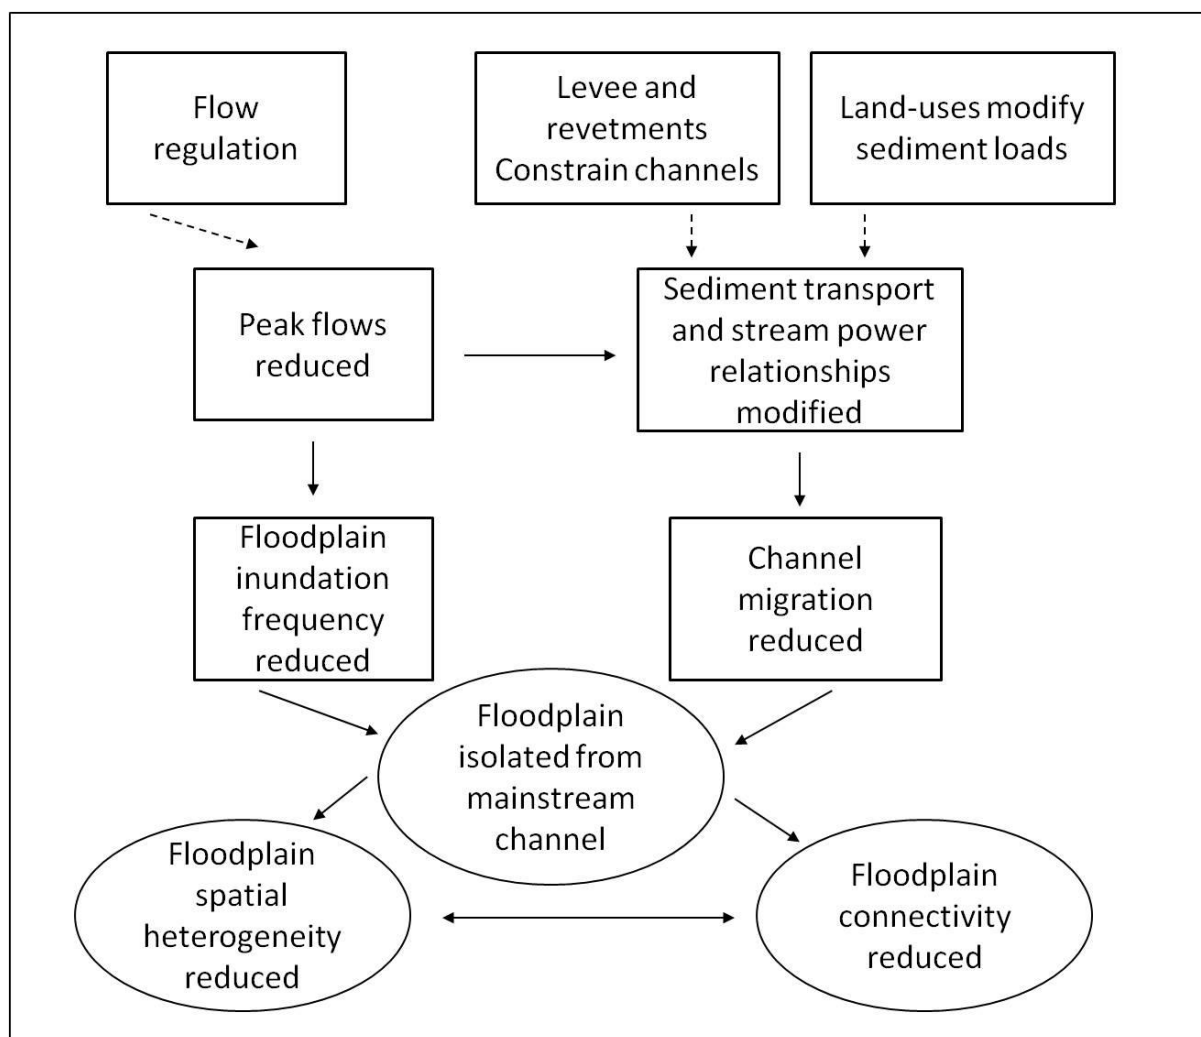 Flow
regulation
Levee and
revetments
Constrain channels
Land-uses modify
sediment loads
Peak flows
reduced
Sediment transport
and stream power
relationships
modified
Floodplain
inundation
frequency
reduced
Channel
migration
reduced
Floodplain
isolated from
mainstream
channel
Floodplain
spatial
heterogeneity
reduced
Floodplain
connectivity
reduced